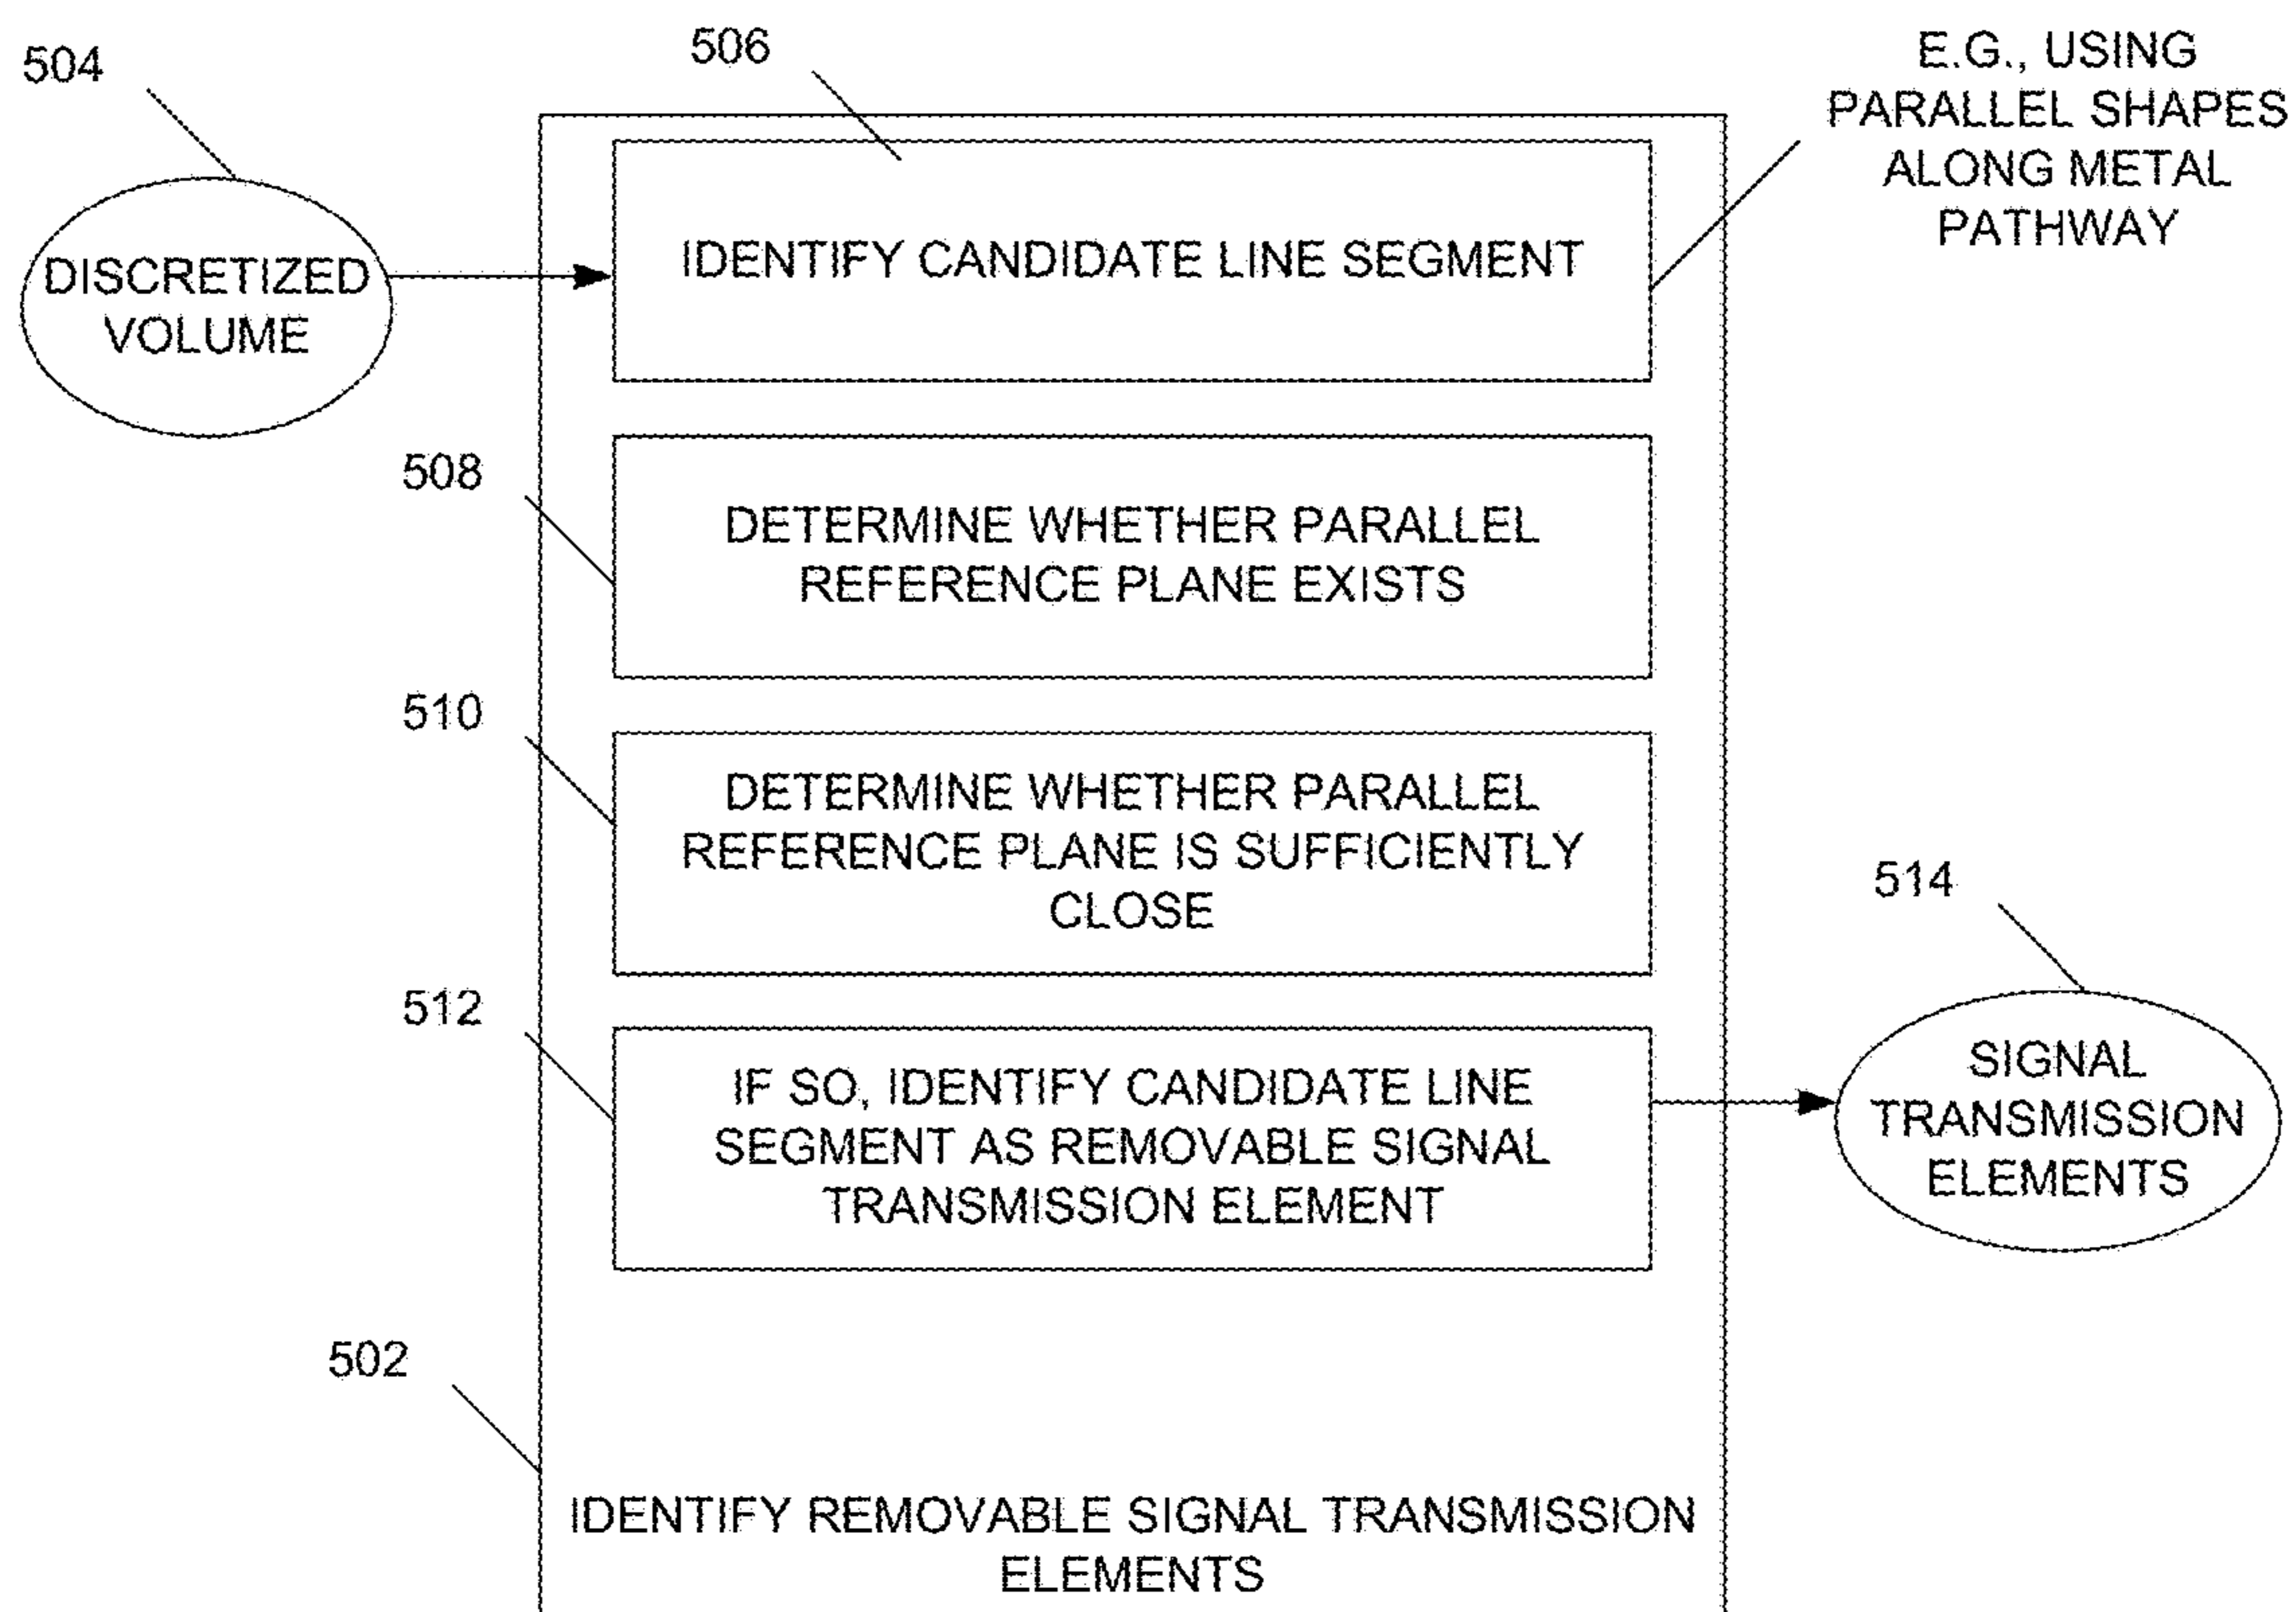 504
506
E.G., USING
PARALLEL SHAPES
ALONG METAL
PATHWAY
DISCRETIZED
VOLUME
IDENTIFY CANDIDATE LINE SEGMENT
508
DETERMINE WHETHER PARALLEL
REFERENCE PLANE EXISTS
510
DETERMINE WHETHER PARALLEL
REFERENCE PLANE IS SUFFICIENTLY
CLOSE
512
IF SO, IDENTIFY CANDIDATE LINE
SEGMENT AS REMOVABLE SIGNAL
TRANSMISSION ELEMENT
514
SIGNAL
TRANSMISSION
ELEMENTS
502
IDENTIFY REMOVABLE SIGNAL TRANSMISSION
ELEMENTS